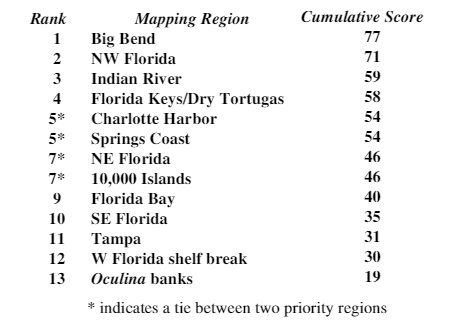 Rank Mapping Region Cumulative Score
1 Big Bend 77
2 NW Florida 71
3 Indian River 59
4 Florida Keys/Dry Tortugas 58
5* Charlotte Harbor 54
5* Springs Coast 54
7* NE Florida 46
7* 10,000 Islands 46
9 Florida Bay 40
10 SE Florida 35
11 Tampa 31
12 W Florida shelf break 30
13 Oculina banks 19
* indicates a tie between two priority regions